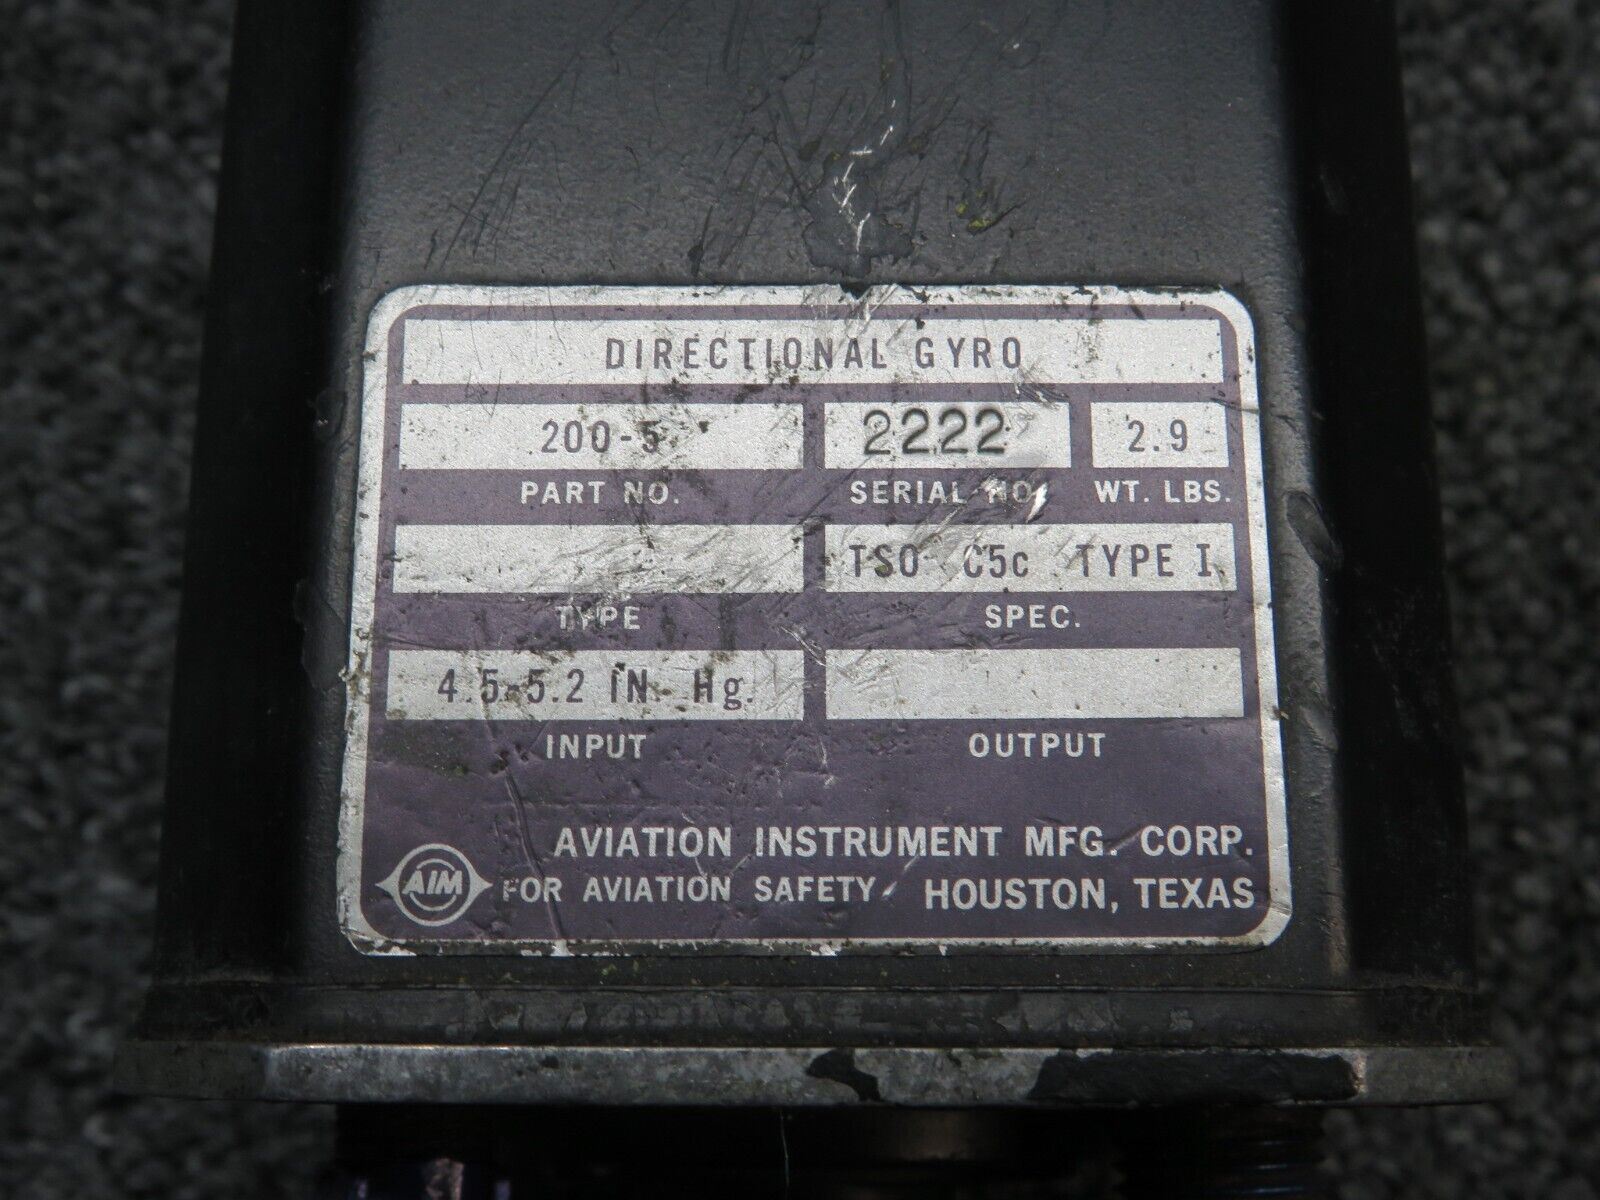 DIRECTIONAL GYRO
200-5 2222 2.9
PART NO. SERIAL NO. WT. LBS.
TSO C5c TYPE I
TYPE SPEC.
4.5-5.2 IN. Hg.
INPUT OUTPUT
AVIATION INSTRUMENT MFG. CORP.
AIM FOR AVIATION SAFETY HOUSTON, TEXAS